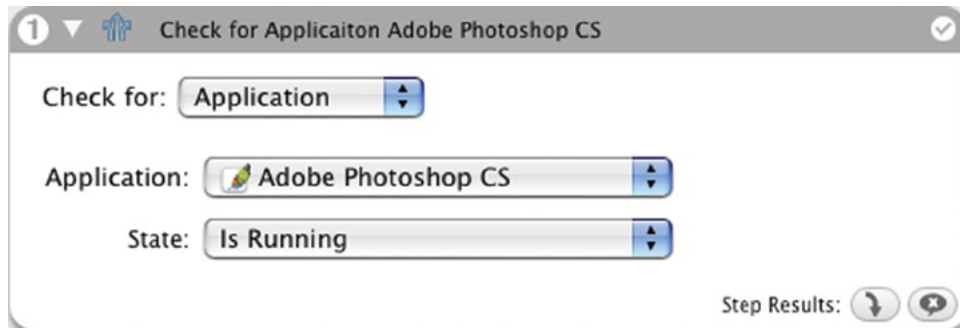 1 Check for Applicaiton Adobe Photoshop CS
Check for: Application
Application: Adobe Photoshop CS
State: Is Running
Step Results: